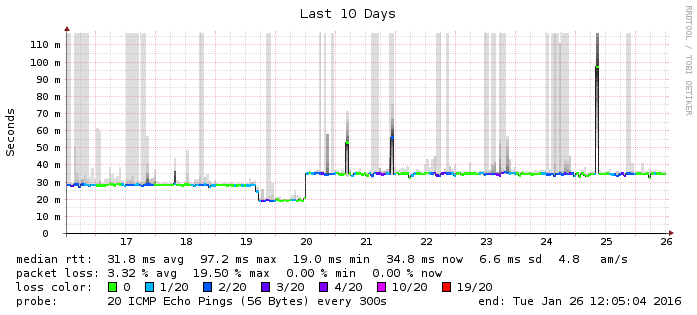 Last 10 Days
RRDTOOL / TOBI OETIKER
Seconds
110 m
100 m
90 m
80 m
70 m
60 m
50 m
40 m
30 m
20 m
10 m
0
17 18 19 20 21 22 23 24 25 26
median rtt: 31.8 ms avg 97.2 ms max 19.0 ms min 34.8 ms now 6.6 ms sd 4.8 am/s
packet loss: 3.32 % avg 19.50 % max 0.00 % min 0.00 % now
loss color: 0 1/20 2/20 3/20 4/20 10/20 19/20
probe: 20 ICMP Echo Pings (56 Bytes) every 300s end: Tue Jan 26 12:05:04 2016